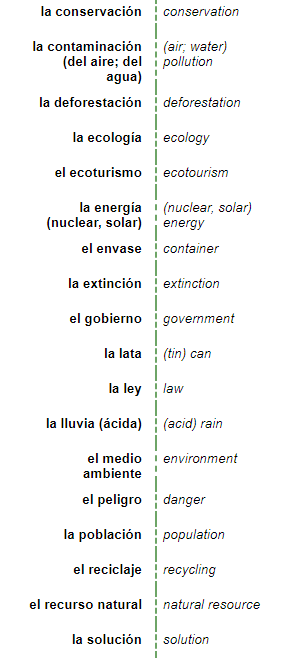 la conservación conservation
la contaminación (air; water)
(del aire; del pollution
agua)
la deforestación deforestation
la ecología ecology
el ecoturismo ecotourism
la energía (nuclear, solar)
(nuclear, solar) energy
el envase container
la extinción extinction
el gobierno government
la lata (tin) can
la ley law
la lluvia (ácida) (acid) rain
el medio environment
ambiente
el peligro danger
la población population
el reciclaje recycling
el recurso natural natural resource
la solución solution